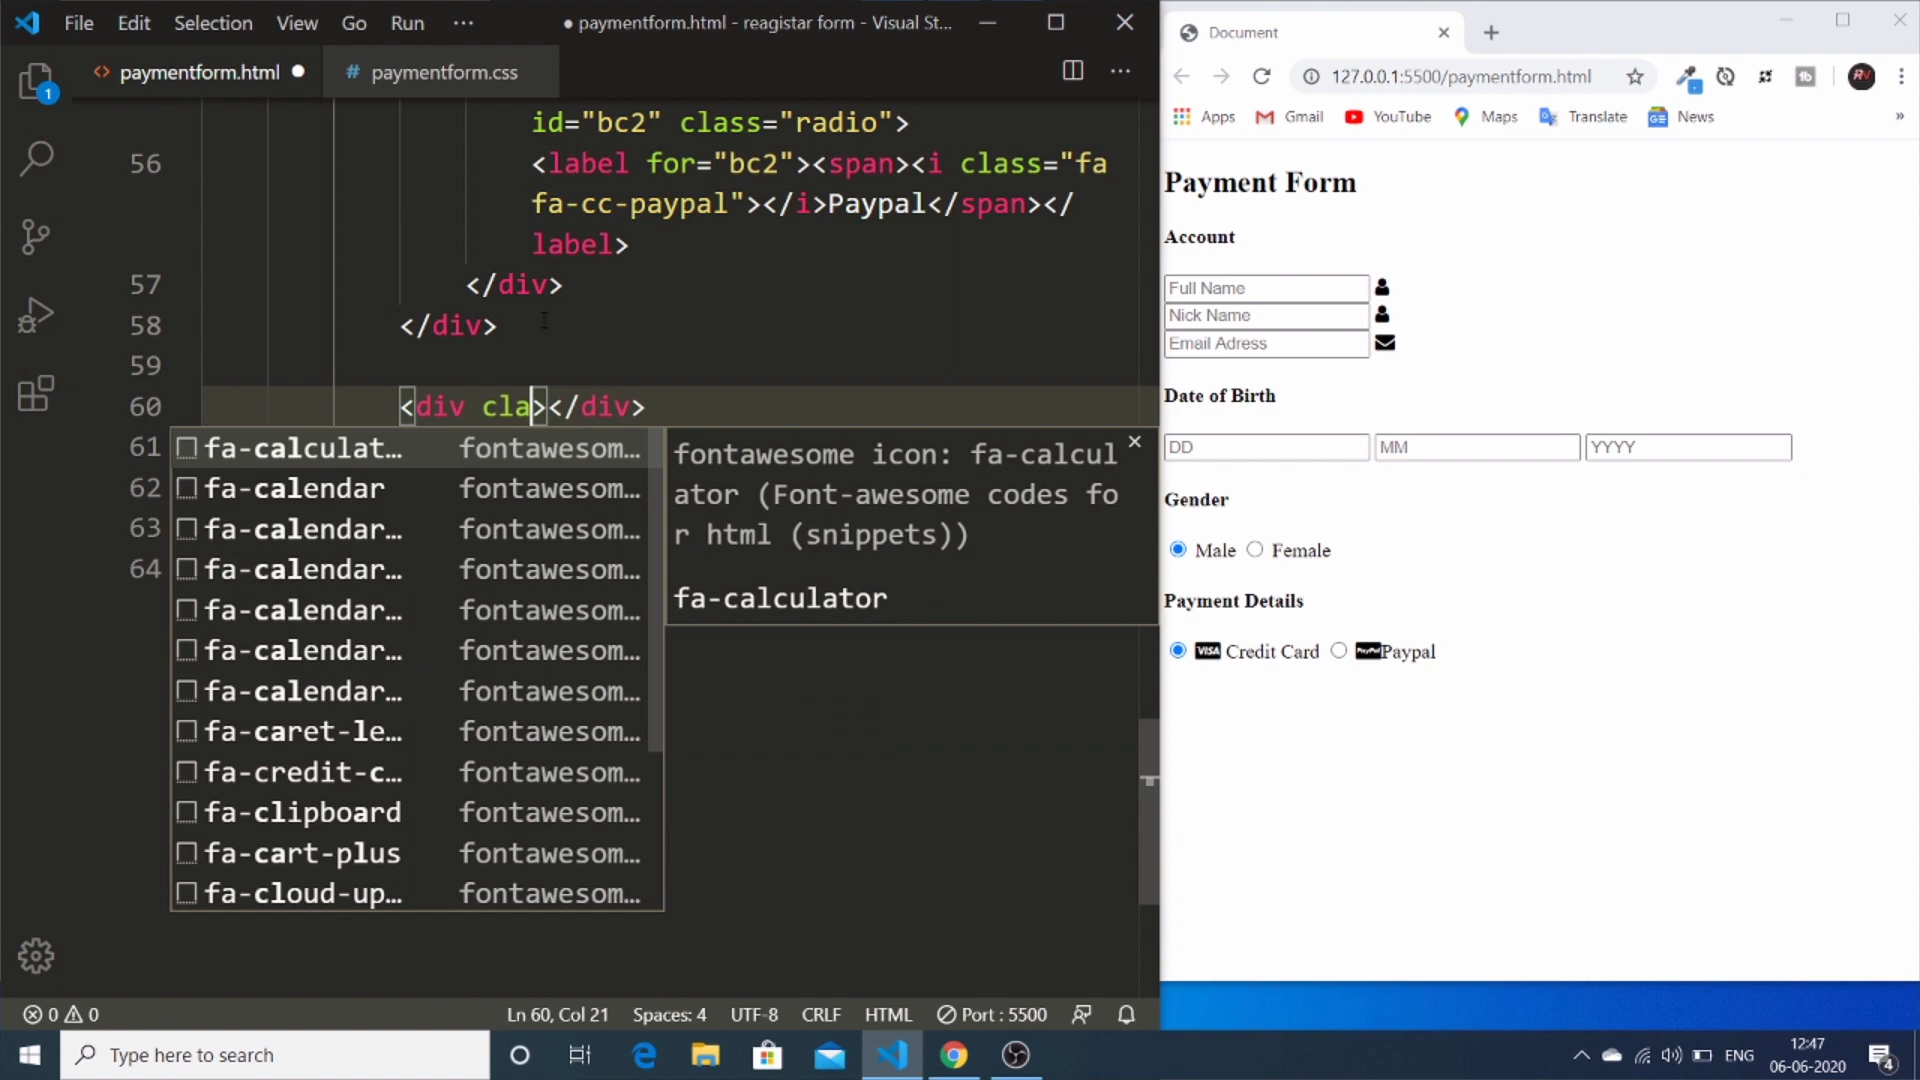 File Edit Selection View Go Run ··· ● paymentform.html - reagistar form - Visual St...
<> paymentform.html ● # paymentform.css ···
1
id="bc2" class="radio">
56 <label for="bc2"><span><i class="fa
fa-cc-paypal"></i>Paypal</span></
label>
57 </div>
58 </div>
59
60 <div cla></div>
61
62
63
64
fa-calculat... fontawesom...
fa-calendar fontawesom...
fa-calendar... fontawesom...
fa-calendar... fontawesom...
fa-calendar... fontawesom...
fa-calendar... fontawesom...
fa-calendar... fontawesom...
fa-caret-le... fontawesom...
fa-credit-c... fontawesom...
fa-clipboard fontawesom...
fa-cart-plus fontawesom...
fa-cloud-up... fontawesom...
fontawesome icon: fa-calcul
ator (Font-awesome codes fo
r html (snippets))
fa-calculator
0 0 Ln 60, Col 21 Spaces: 4 UTF-8 CRLF HTML Port : 5500
Document
127.0.0.1:5500/paymentform.html
Apps Gmail YouTube Maps Translate News »
Payment Form
Account
Full Name
Nick Name
Email Adress
Date of Birth
DD MM YYYY
Gender
Male Female
Payment Details
VISA Credit Card PayPal Paypal
Type here to search
ENG 12:47
06-06-2020
4